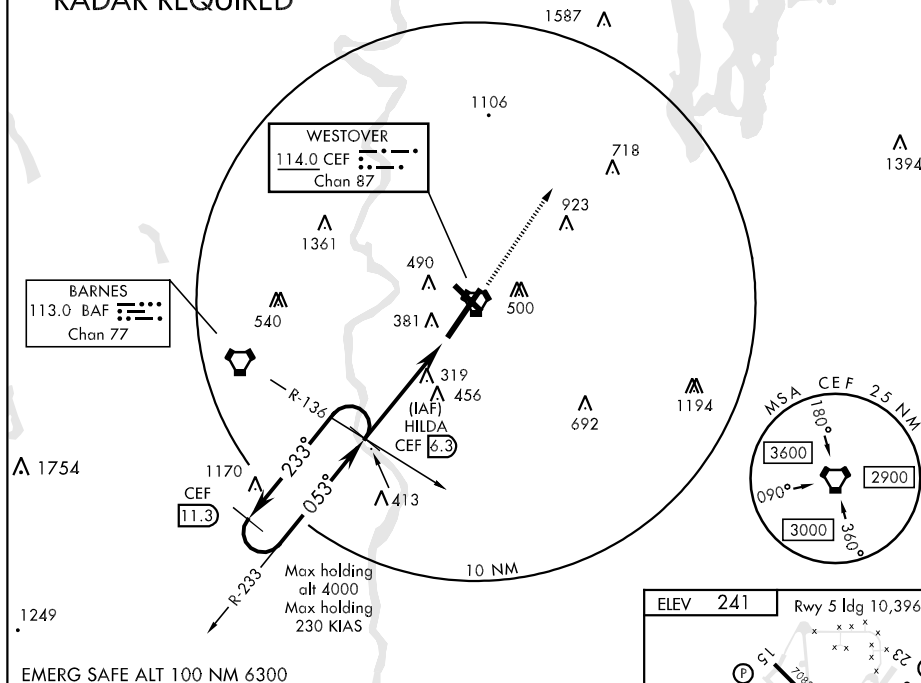 RADAR REQUIRED
1587
1106
WESTOVER
114.0 CEF
Chan 87
718
1394
923
1361
490
BARNES
113.0 BAF
Chan 77
540
500
381
R-136
319
456
(IAF)
HILDA
CEF 6.3
692
1194
MSA CEF 25 NM
180°
3600
2900
090°
3000
360°
1754
1170
233°
053°
CEF
11.3
413
R-233
10 NM
Max holding
alt 4000
Max holding
230 KIAS
1249
ELEV 241
Rwy 5 ldg 10,396
15
23
P
EMERG SAFE ALT 100 NM 6300